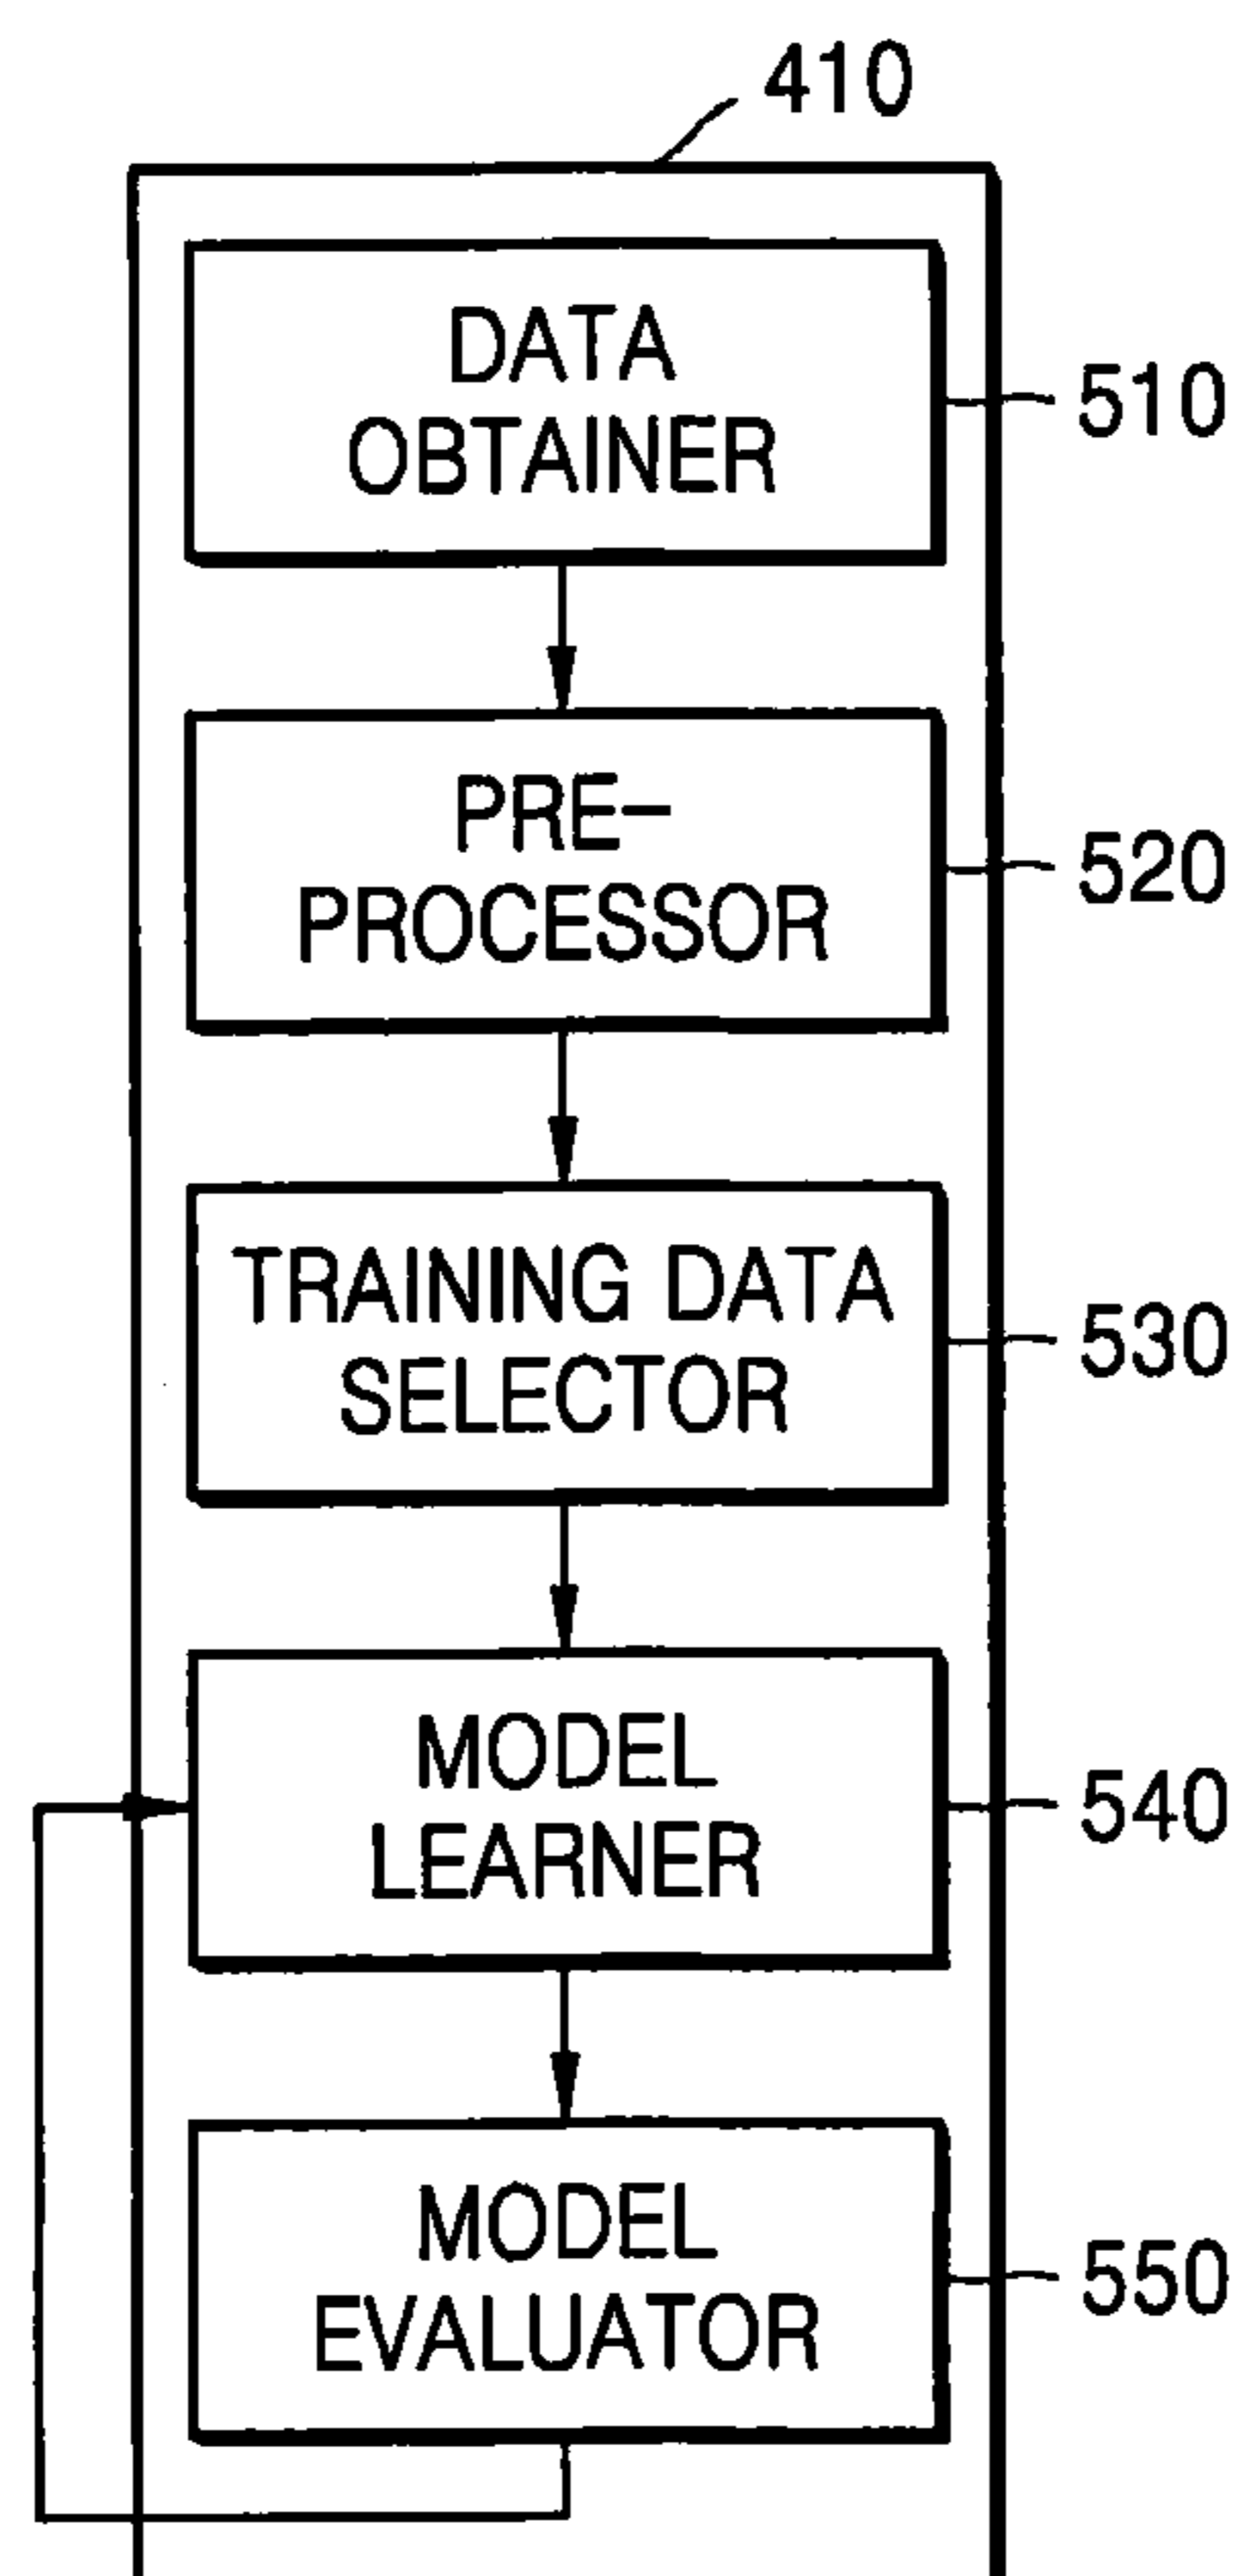 410
DATA
OBTAINER
510
PRE-
PROCESSOR
520
TRAINING DATA
SELECTOR
530
MODEL
LEARNER
540
MODEL
EVALUATOR
550